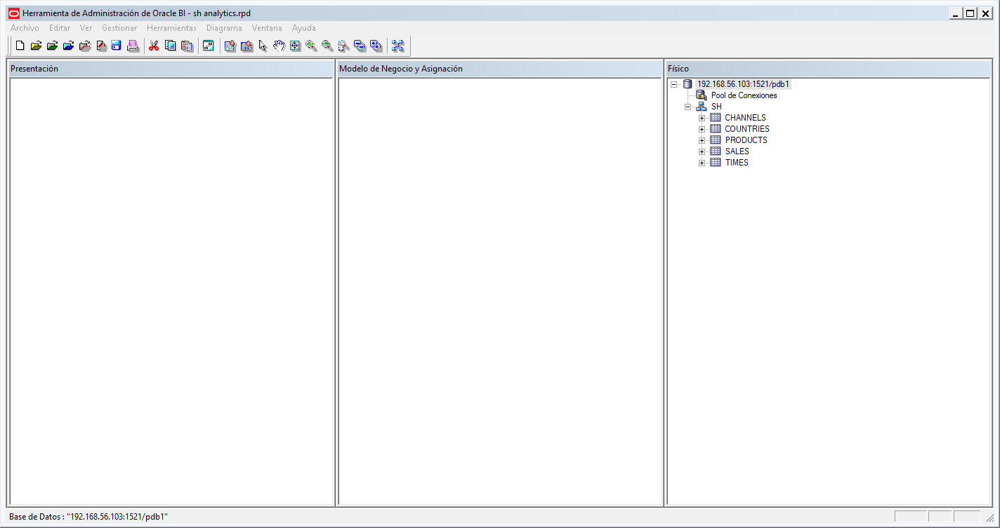 Herramienta de Administración de Oracle BI - sh analytics.rpd
Archivo Editar Ver Gestionar Herramientas Diagrama Ventana Ayuda
Presentación
Modelo de Negocio y Asignación
Físico
192.168.56.103:1521/pdb1
Pool de Conexiones
SH
CHANNELS
COUNTRIES
PRODUCTS
SALES
TIMES
Base de Datos : "192.168.56.103:1521/pdb1"